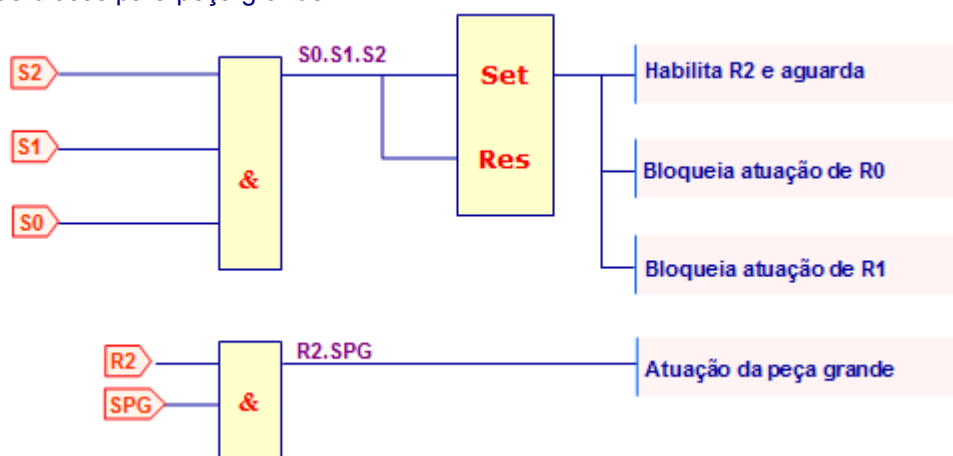 S2
S0.S1.S2
Set
Habilita R2 e aguarda
S1
&
Res
Bloqueia atuação de R0
S0
Bloqueia atuação de R1
R2
R2.SPG
Atuação da peça grande
SPG
&